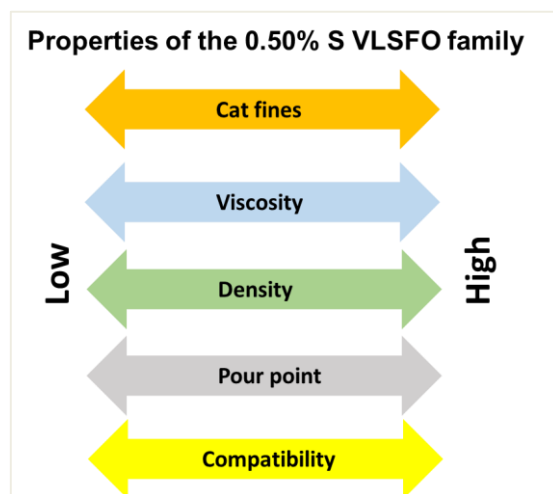 Properties of the 0.50% S VLSFO family
Cat fines
Viscosity
Low
High
Density
Pour point
Compatibility